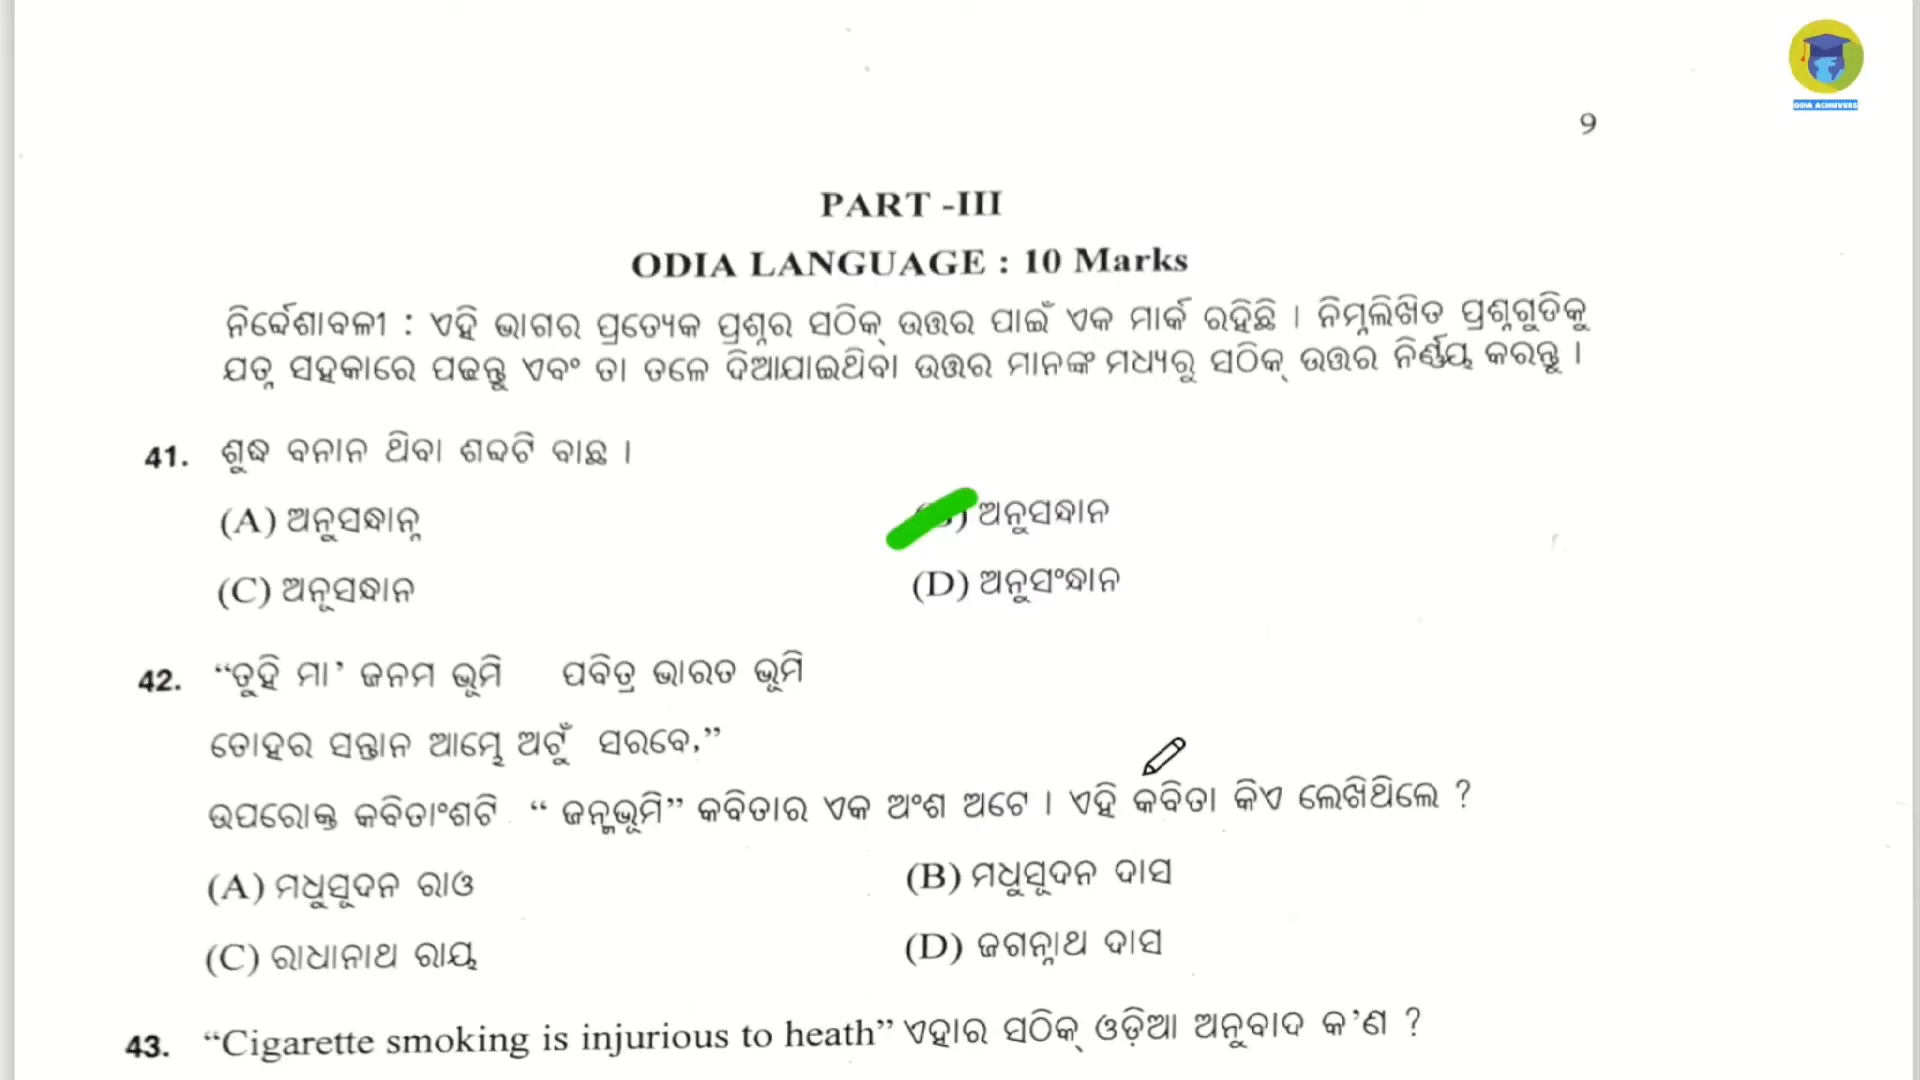 ODIA ACHIEVERS
9
PART -III
ODIA LANGUAGE : 10 Marks
ନିର୍ଦ୍ଦେଶାବଳୀ : ଏହି ଭାଗର ପ୍ରତ୍ୟେକ ପ୍ରଶ୍ନର ସଠିକ୍ ଉତ୍ତର ପାଇଁ ଏକ ମାର୍କ ରହିଛି । ନିମ୍ନଲିଖିତ ପ୍ରଶ୍ନଗୁଡିକୁ
ଯତ୍ନ ସହକାରେ ପଢନ୍ତୁ ଏବଂ ତା ତଳେ ଦିଆଯାଇଥିବା ଉତ୍ତର ମାନଙ୍କ ମଧ୍ୟରୁ ସଠିକ୍ ଉତ୍ତର ନିର୍ଣ୍ଣୟ କରନ୍ତୁ ।
41. ଶୁଦ୍ଧ ବନାନ ଥିବା ଶବ୍ଦଟି ବାଛ ।
(A) ଅନୁସନ୍ଧାନ୍ନ (B) ଅନୁସନ୍ଧାନ
(C) ଅନୂସନ୍ଧାନ (D) ଅନୁସଂନ୍ଧାନ
42. “ତୁହି ମା’ ଜନମ ଭୂମି ପବିତ୍ର ଭାରତ ଭୂମି
ତୋହର ସନ୍ତାନ ଆମ୍ଭେ ଅଟୁଁ ସରବେ,”
ଉପରୋକ୍ତ କବିତାଂଶଟି “ ଜନ୍ମଭୂମି” କବିତାର ଏକ ଅଂଶ ଅଟେ । ଏହି କବିତା କିଏ ଲେଖିଥିଲେ ?
(A) ମଧୁସୂଦନ ରାଓ (B) ମଧୁସୂଦନ ଦାସ
(C) ରାଧାନାଥ ରାୟ (D) ଜଗନ୍ନାଥ ଦାସ
43. “Cigarette smoking is injurious to heath” ଏହାର ସଠିକ୍ ଓଡ଼ିଆ ଅନୁବାଦ କ’ଣ ?